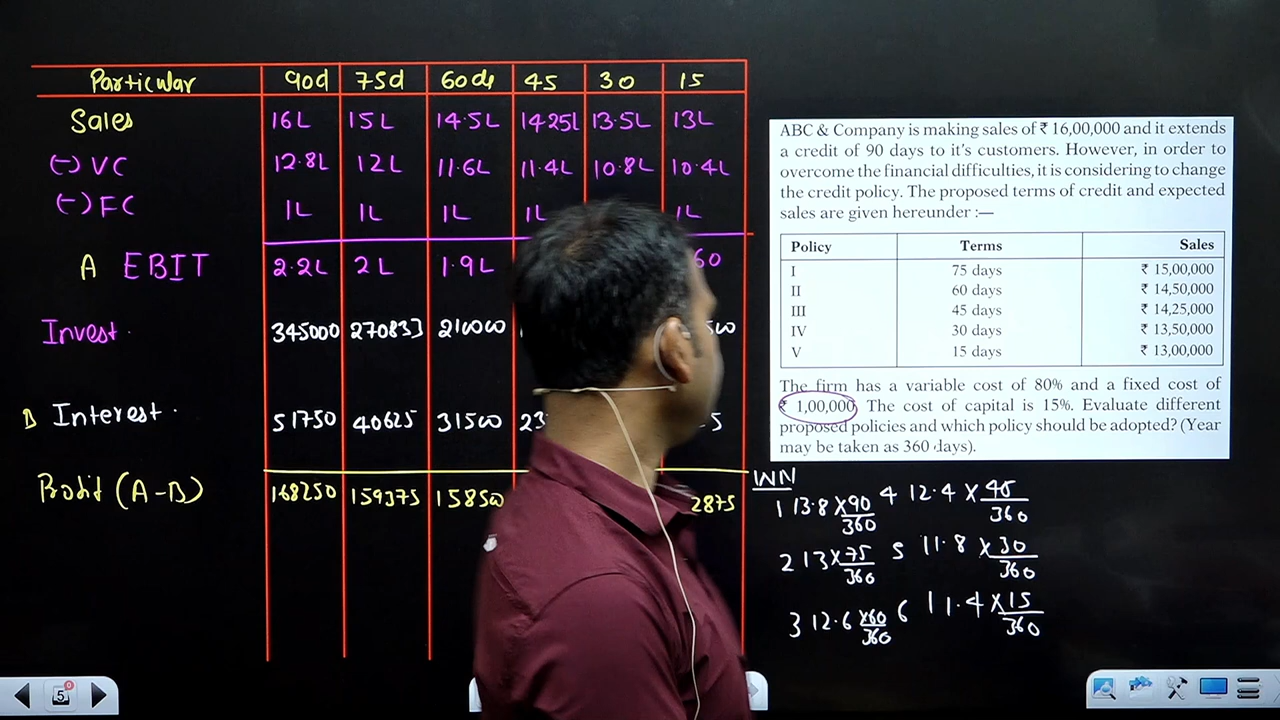 Particular 90d 75d 60ds 45 30 15
Sales 16L 15L 14.5L 1425L 13.5L 13L
(-) VC 12.8L 12L 11.6L 11.4L 10.8L 10.4L
(-) FC 1L 1L 1L 1L 1L
A EBIT 2.2L 2L 1.9L 60
Invest. 345000 270833 210000 500
B Interest. 51750 40625 31500 23 5
Profit (A-B) 168250 159375 158500 2875
ABC & Company is making sales of ₹ 16,00,000 and it extends
a credit of 90 days to it's customers. However, in order to
overcome the financial difficulties, it is considering to change
the credit policy. The proposed terms of credit and expected
sales are given hereunder :—
Policy Terms Sales
I 75 days ₹ 15,00,000
II 60 days ₹ 14,50,000
III 45 days ₹ 14,25,000
IV 30 days ₹ 13,50,000
V 15 days ₹ 13,00,000
The firm has a variable cost of 80% and a fixed cost of
₹ 1,00,000. The cost of capital is 15%. Evaluate different
proposed policies and which policy should be adopted? (Year
may be taken as 360 days).
WN
1 13.8 × 90/360 4 12.4 × 45/360
2 13 × 75/360 5 11.8 × 30/360
3 12.6 × 60/360 6 11.4 × 15/360
5